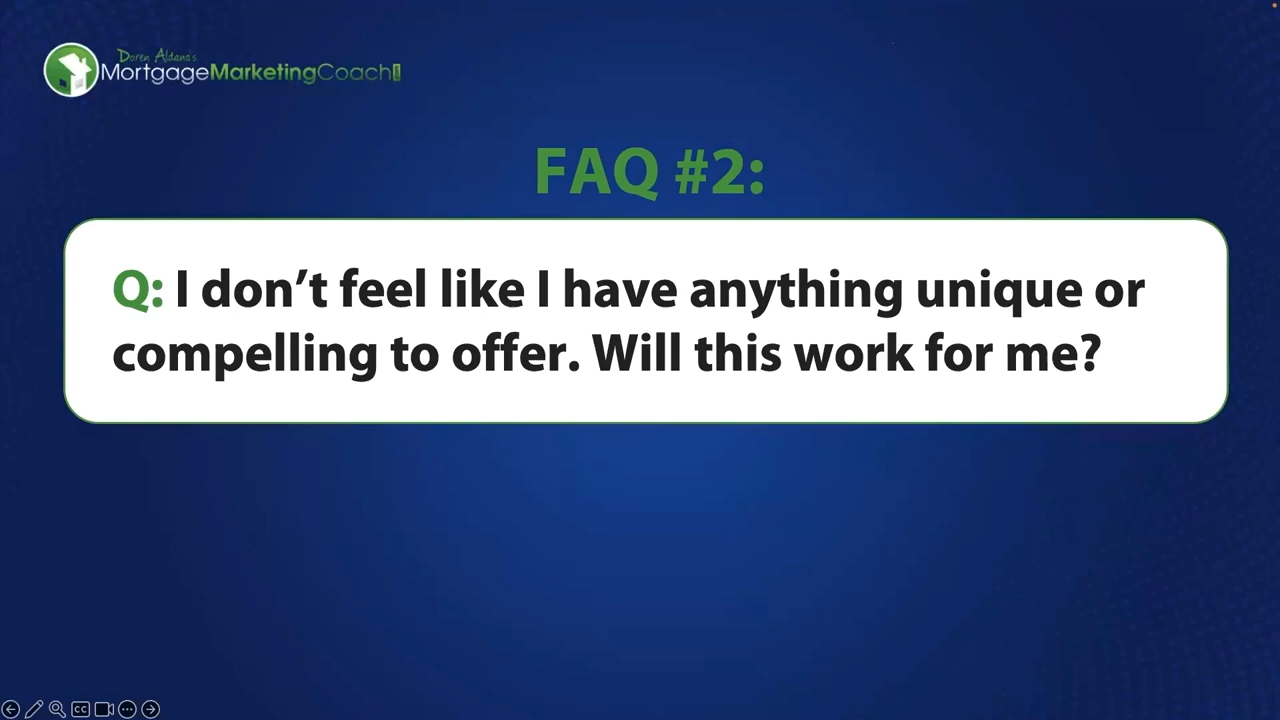 Doren Aldana's
MortgageMarketingCoach
FAQ #2:
Q: I don’t feel like I have anything unique or
compelling to offer. Will this work for me?
CC